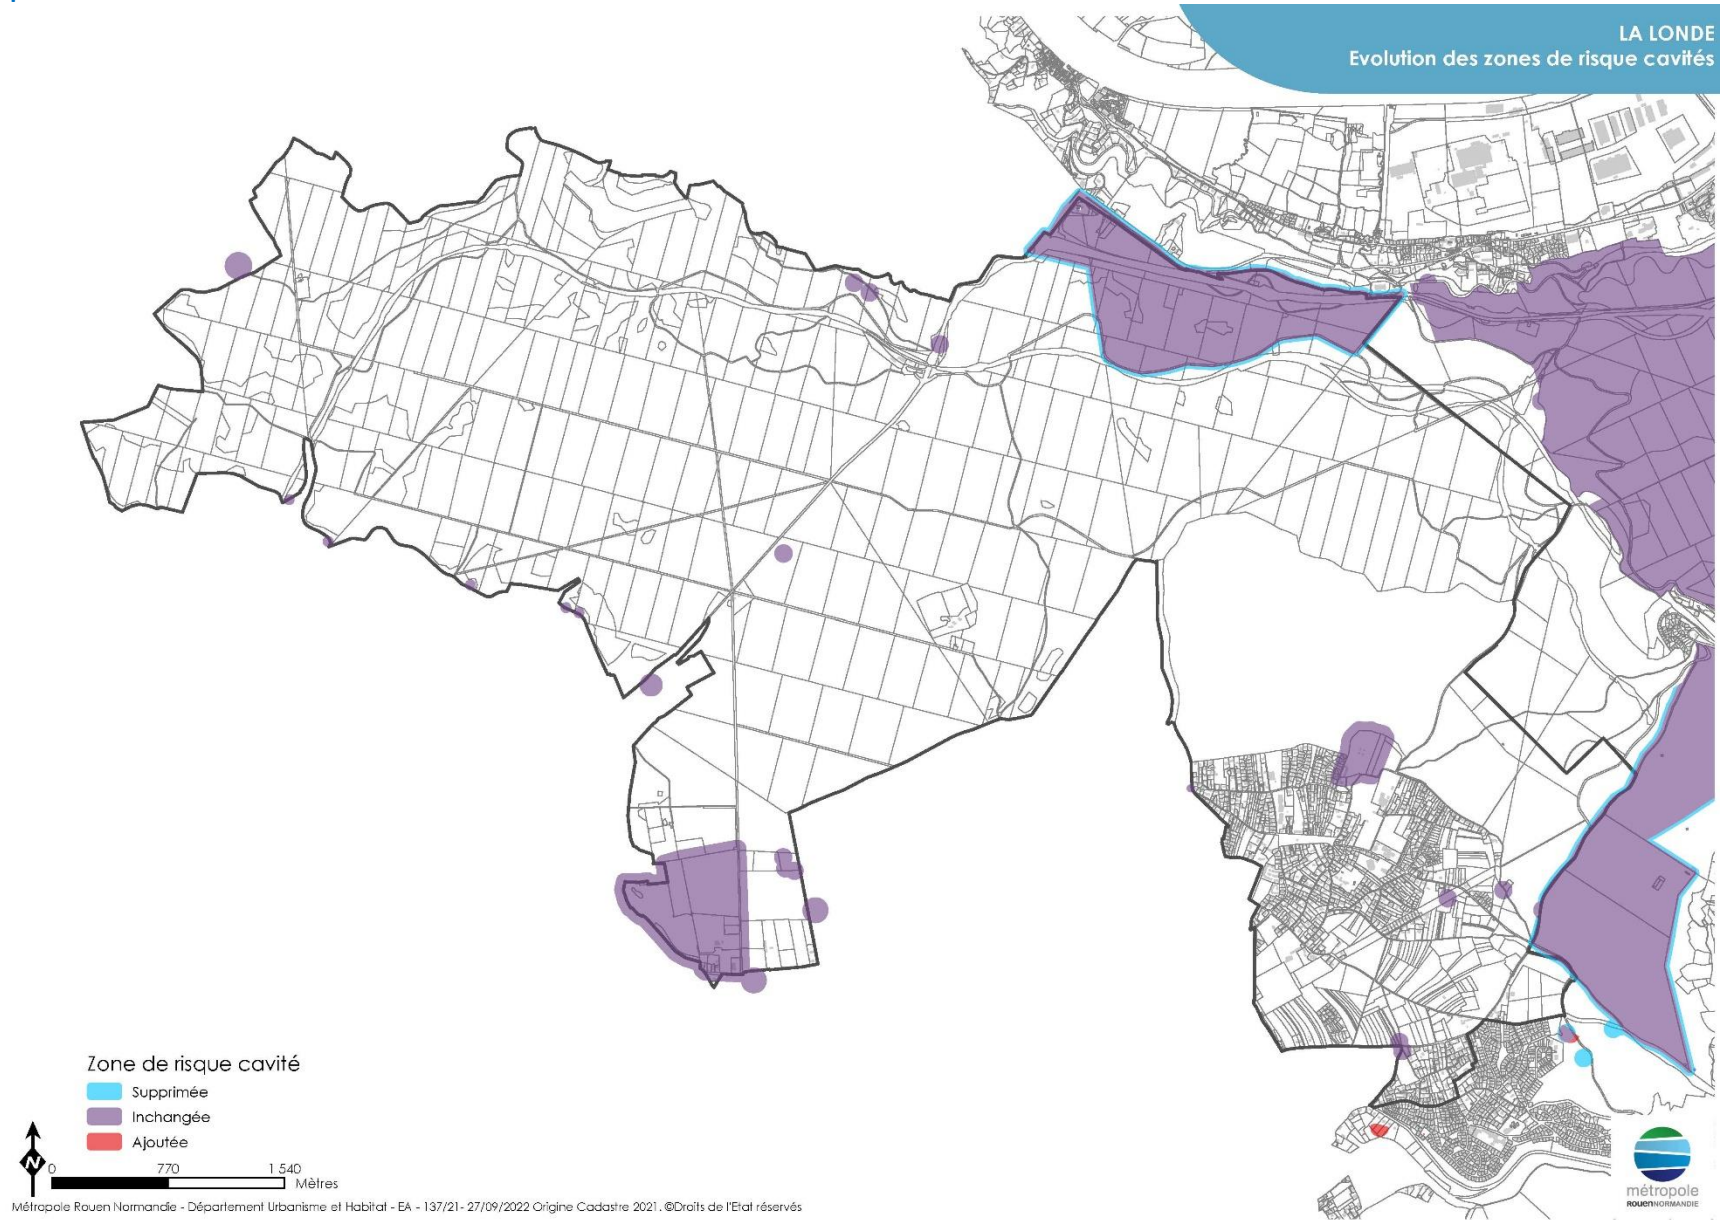 LA LONDE
Evolution des zones de risque cavités
Zone de risque cavité
Supprimée
Inchangée
Ajoutée
N
0 770 1 540
Mètres
métropole
ROUENNORMANDIE
Métropole Rouen Normandie - Département Urbanisme et Habitat - EA - 137/21- 27/09/2022 Origine Cadastre 2021. ©Droits de l'Etat réservés